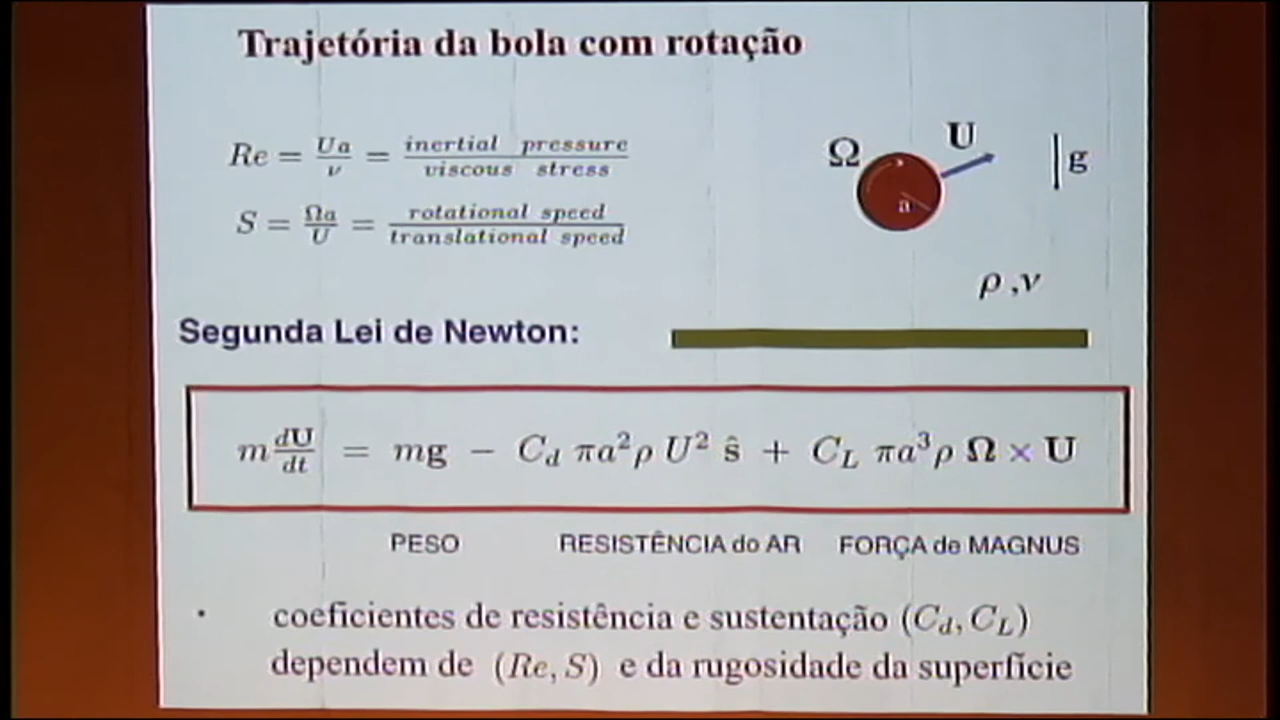 Trajetória da bola com rotação
Re = Ua/ν = inertial pressure/viscous stress
S = Ωa/U = rotational speed/translational speed
Ω
U
g
a
ρ ,ν
Segunda Lei de Newton:
m dU/dt = mg − C_d πa²ρ U² ŝ + C_L πa³ρ Ω × U
PESO RESISTÊNCIA do AR FORÇA de MAGNUS
· coeficientes de resistência e sustentação (C_d, C_L)
dependem de (Re, S) e da rugosidade da superfície